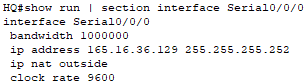 HQ#show run | section interface Serial0/0/0
interface Serial0/0/0
 bandwidth 1000000
 ip address 165.16.36.129 255.255.255.252
 ip nat outside
 clock rate 9600